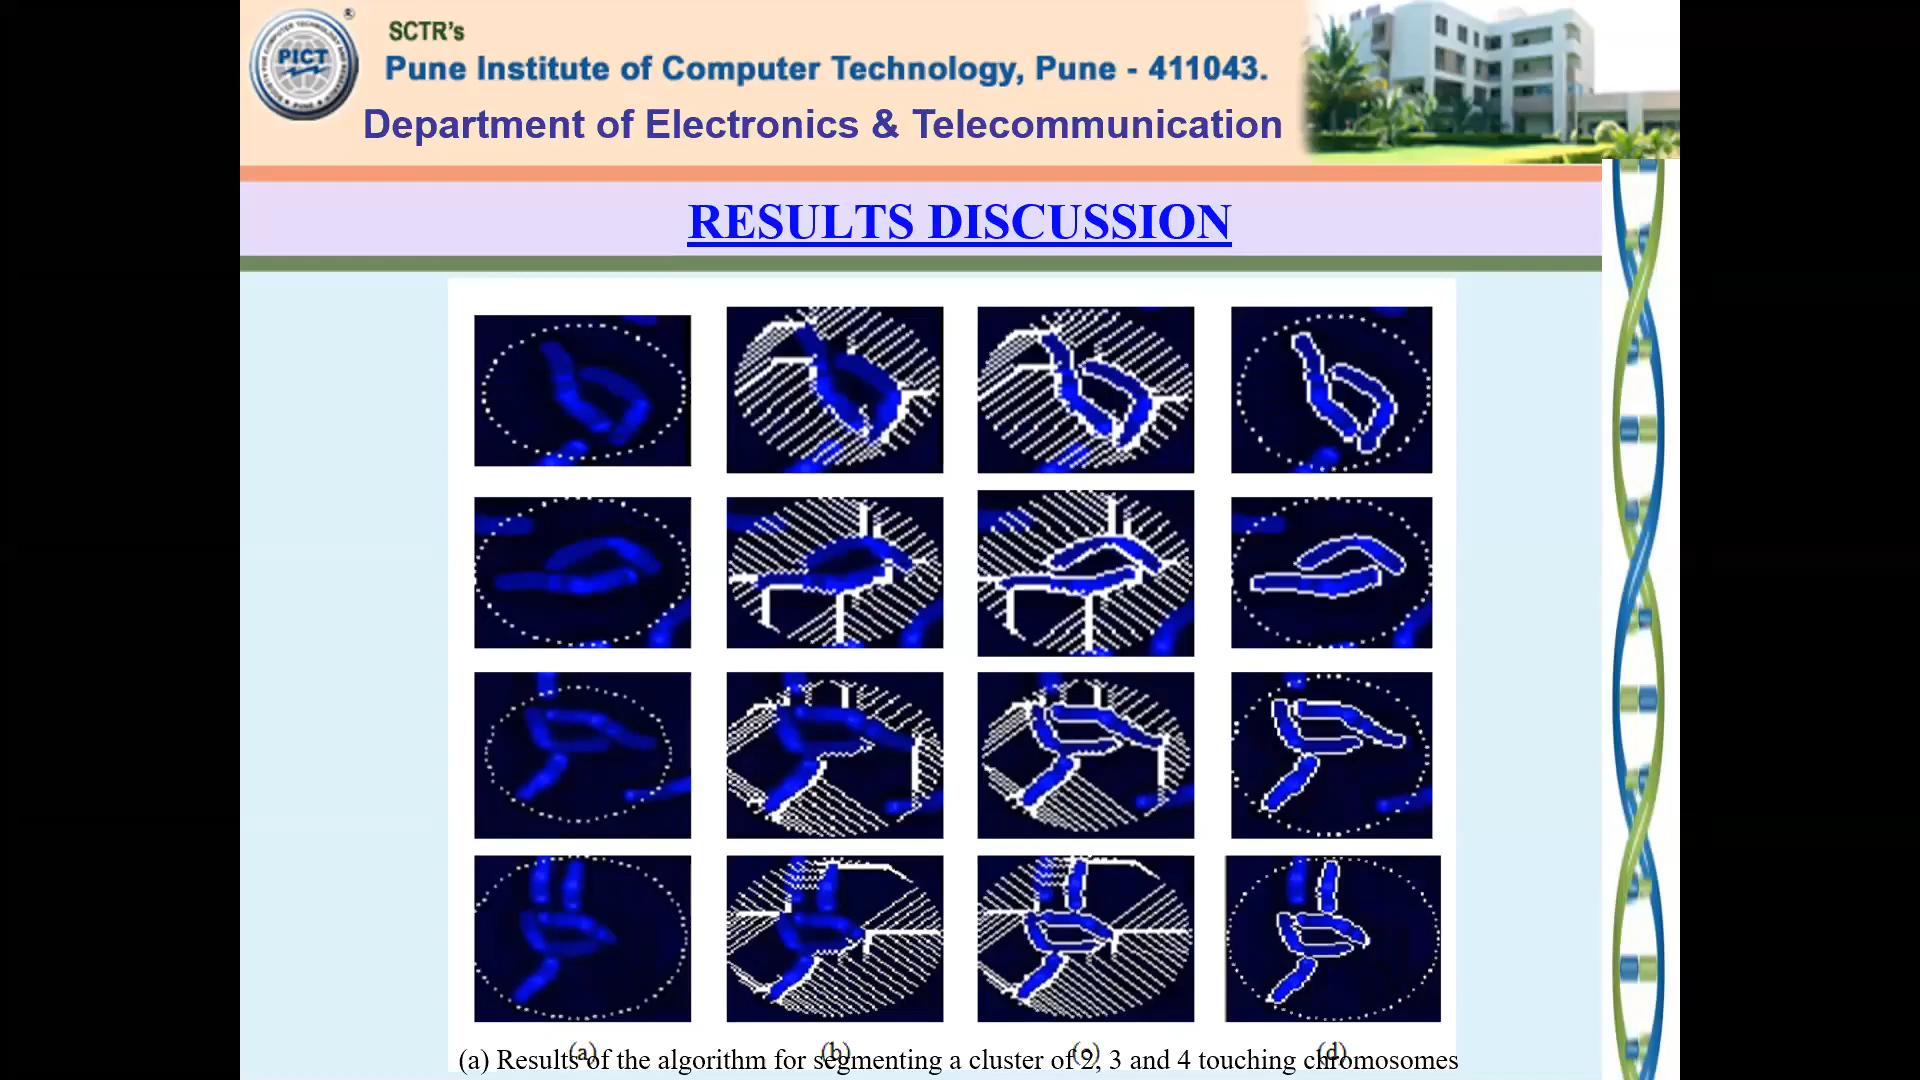 SCTR's
PICT
Pune Institute of Computer Technology, Pune - 411043.
Department of Electronics & Telecommunication
RESULTS DISCUSSION
(a) (b) (c) (d)
(a) Results of the algorithm for segmenting a cluster of 2, 3 and 4 touching chromosomes